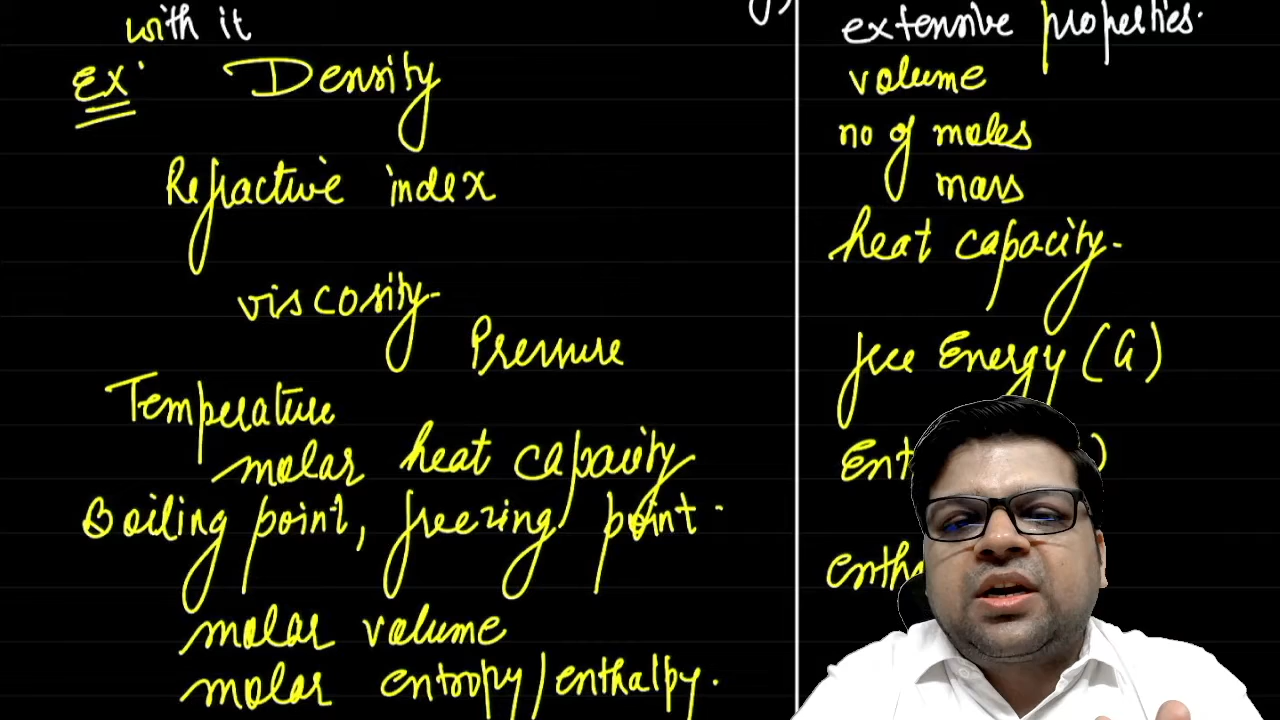 with it
Ex: Density
Refractive index
viscosity
Pressure
Temperature
molar heat capacity
Boiling point, freezing point.
molar volume
molar entropy/enthalpy.
extensive properties.
volume
no of moles
mass
heat capacity.
free Energy (G)